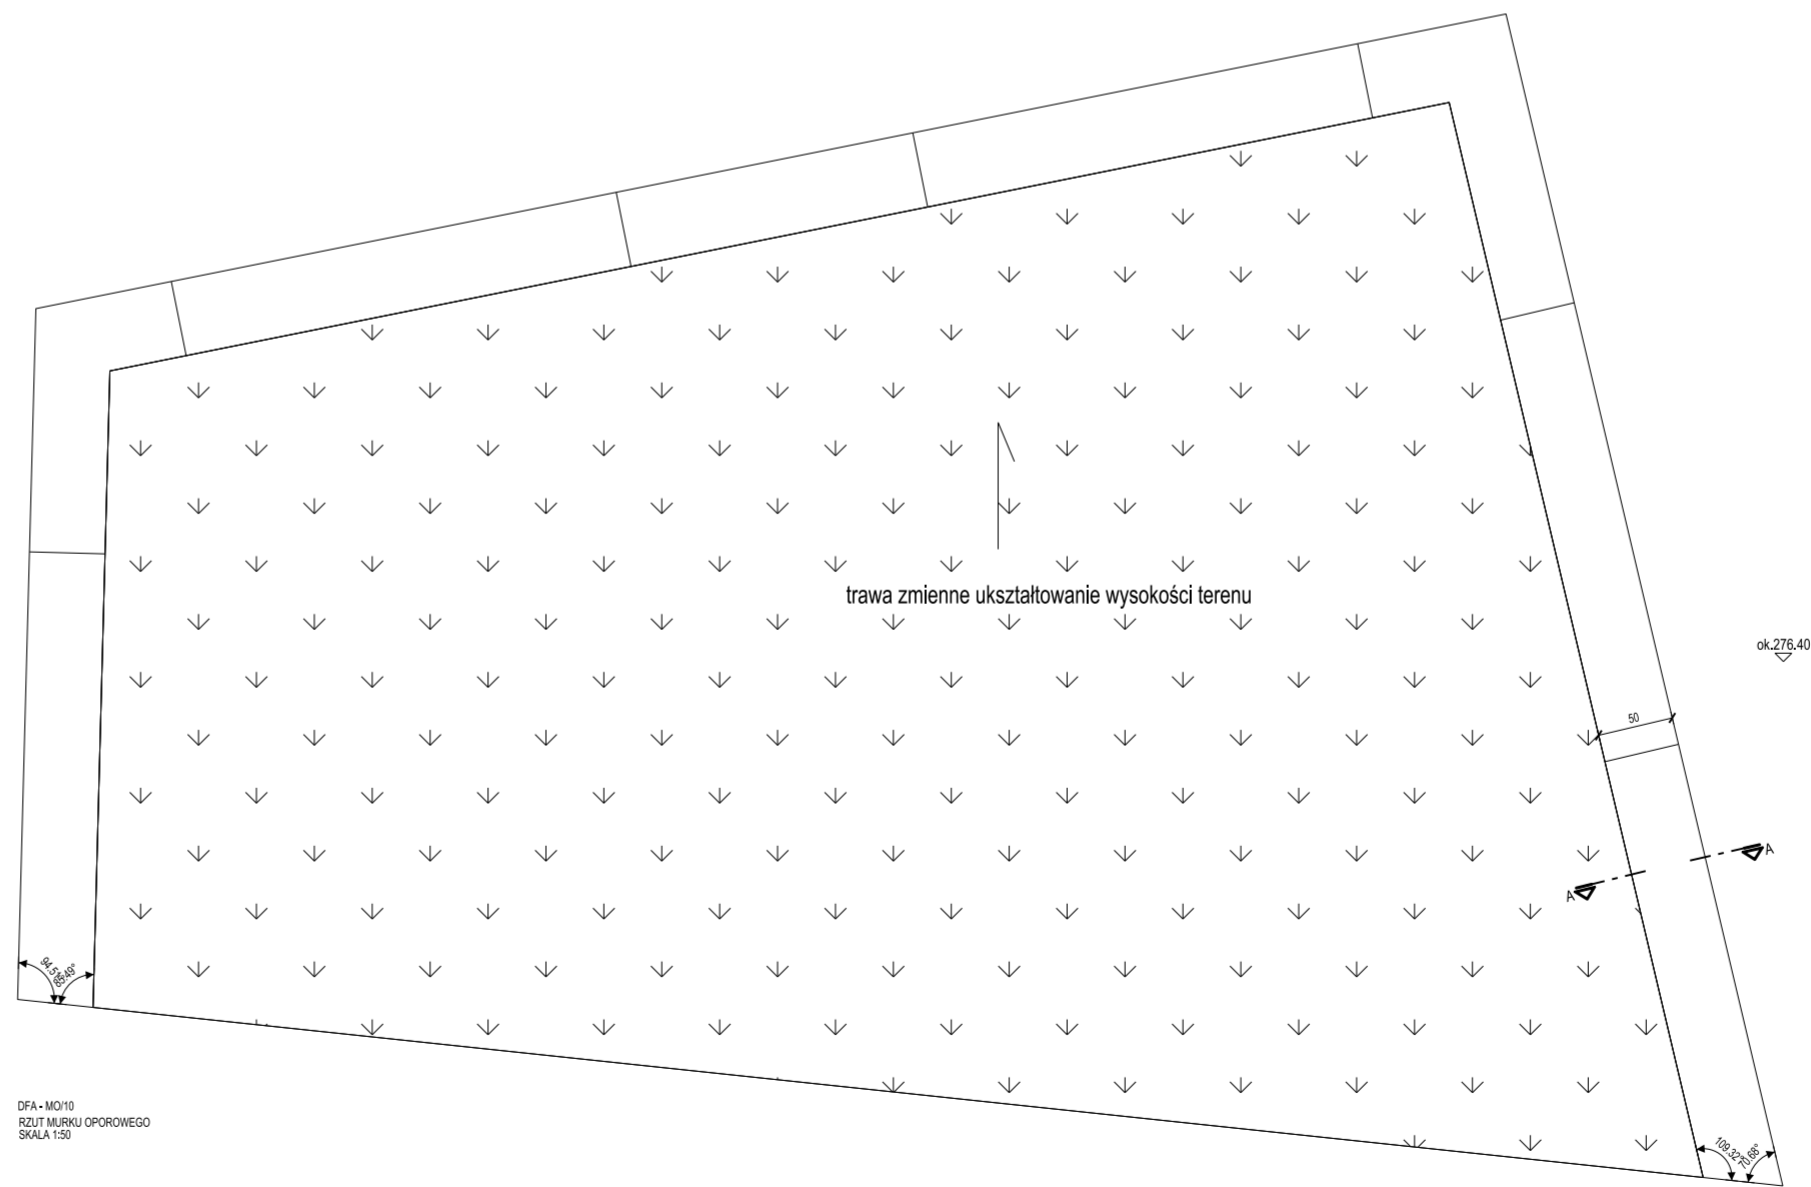 trawa zmienne ukształtowanie wysokości terenu
ok.276.40
50
A
A
94.51°
85.49°
109.32°
70.68°
DFA - MO/10
RZUT MURKU OPOROWEGO
SKALA 1:50